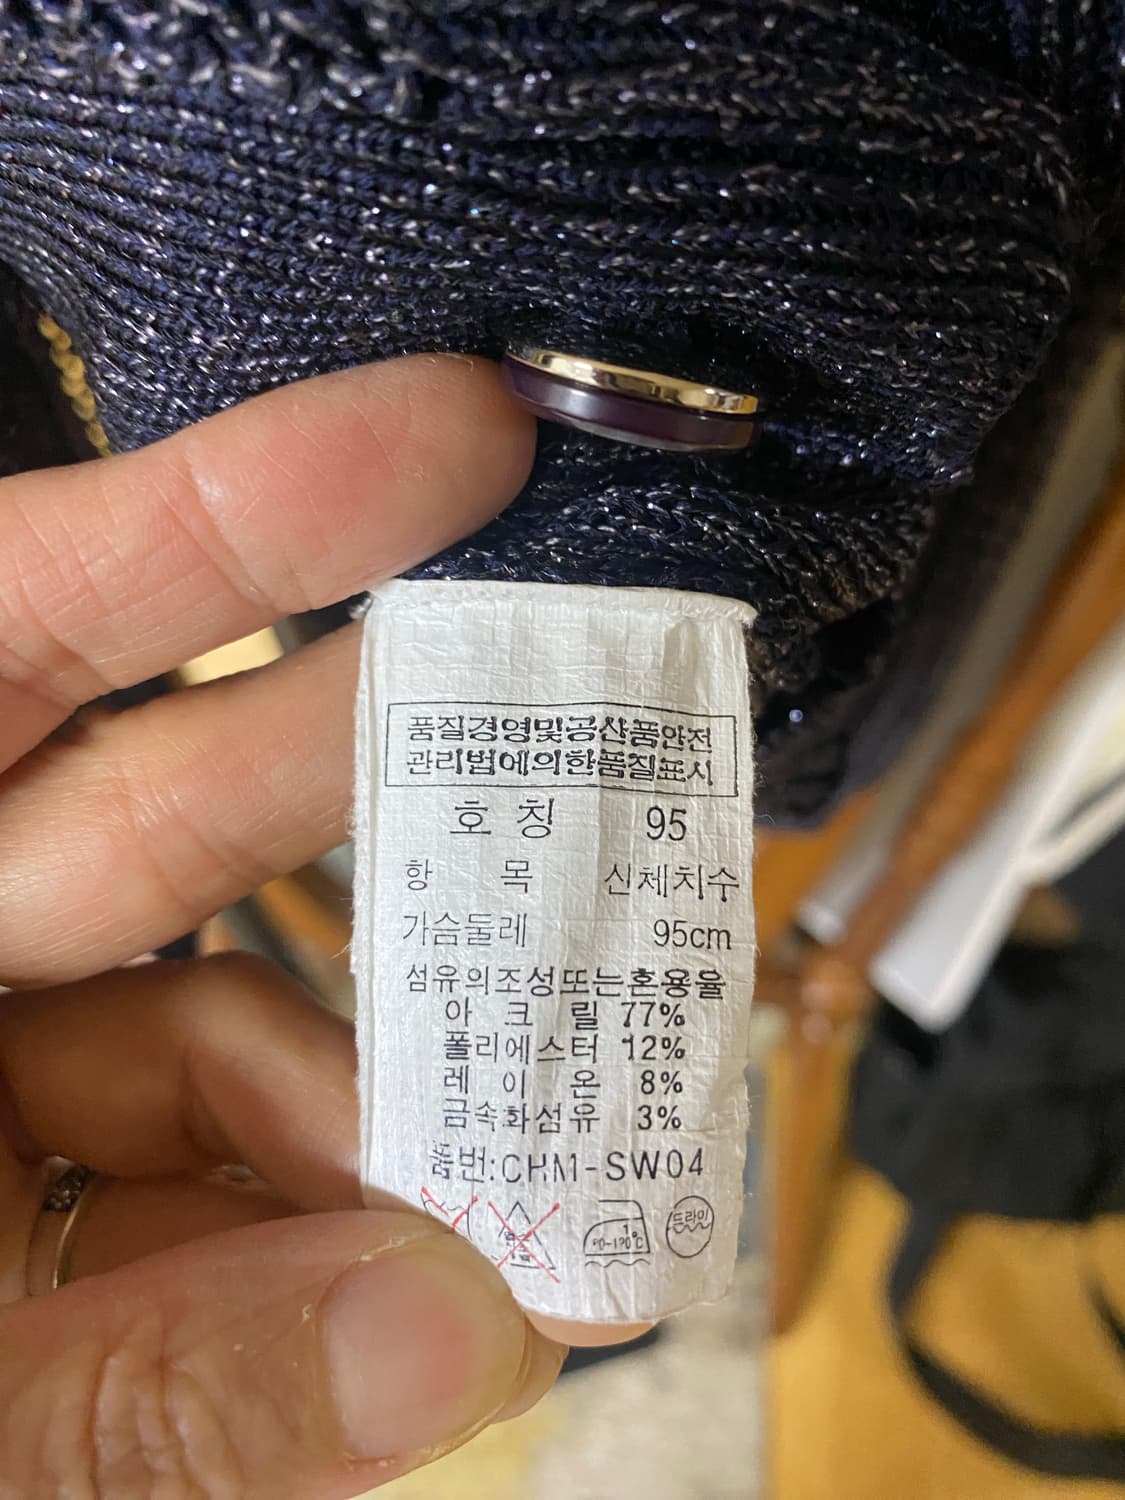 품질경영및공산품안전
관리법에의한품질표시
호 칭 95
항 목 신체치수
가슴둘레 95cm
섬유의조성또는혼용율
아 크 릴 77%
폴리에스터 12%
레 이 온 8%
금속화섬유 3%
품번:CHM-SW04
드라이